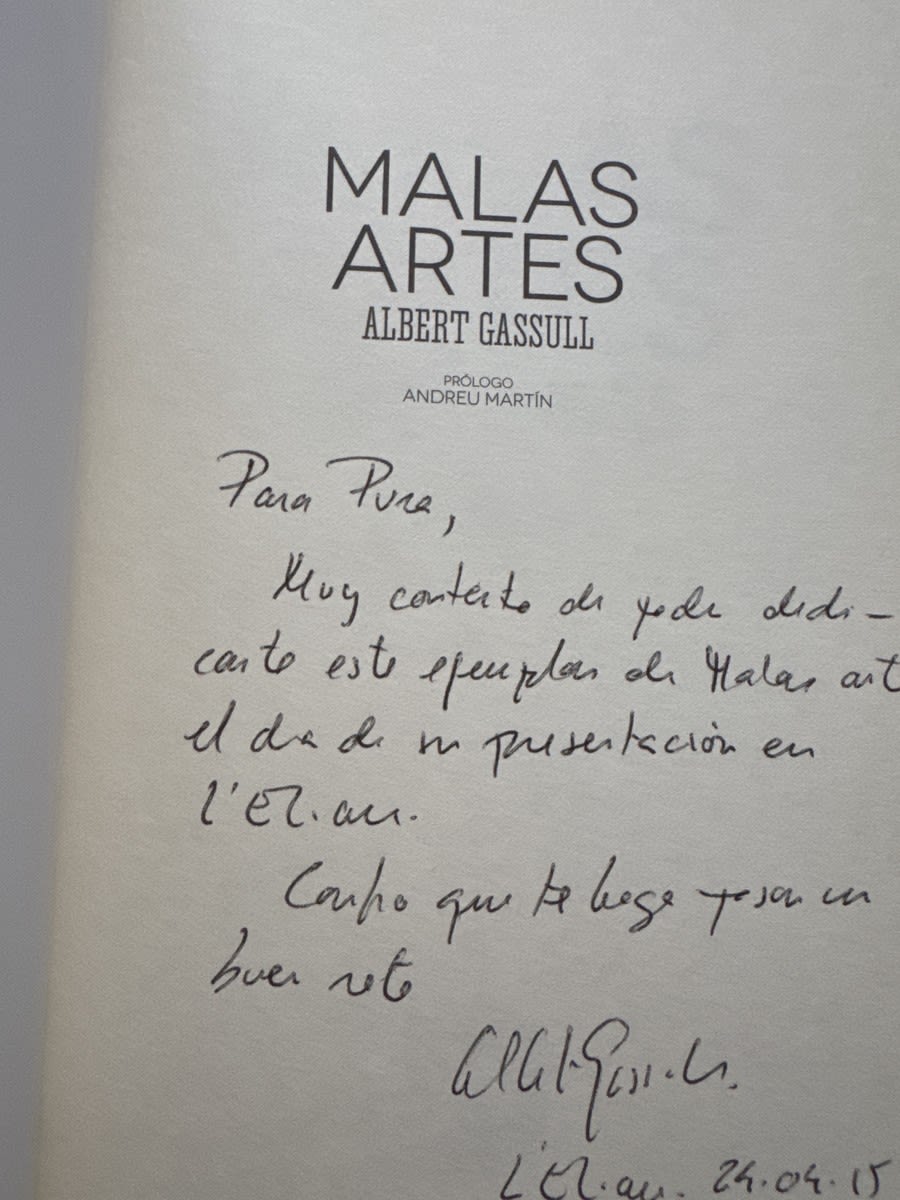 MALAS
ARTES
ALBERT GASSULL
PRÓLOGO
ANDREU MARTÍN
Para Pura,
Muy contento de poder dedi-
carte este ejemplar de Malas art
el día de su presentación en
l'Eliana.
Confío que te haga pasar un
buen rato
Albert Gassull.
L'Eliana. 24.04.15